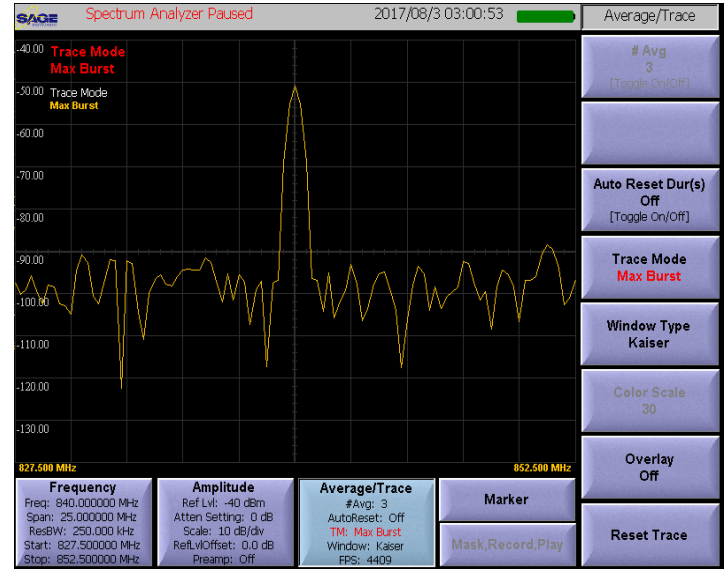 SAGE
Spectrum Analyzer Paused
2017/08/3 03:00:53
Average/Trace
-40.00
Trace Mode
Max Burst
-50.00
Trace Mode
Max Burst
-60.00
-70.00
-80.00
-90.00
-100.00
-110.00
-120.00
-130.00
827.500 MHz
852.500 MHz
# Avg
3
[Toggle On/Off]
Auto Reset Dur(s)
Off
[Toggle On/Off]
Trace Mode
Max Burst
Window Type
Kaiser
Color Scale
30
Overlay
Off
Reset Trace
Frequency
Freq: 840.000000 MHz
Span: 25.000000 MHz
ResBW: 250.000 kHz
Start: 827.500000 MHz
Stop: 852.500000 MHz
Amplitude
Ref Lvl: -40 dBm
Atten Setting: 0 dB
Scale: 10 dB/div
RefLvlOffset: 0.0 dB
Preamp: Off
Average/Trace
#Avg: 3
AutoReset: Off
TM: Max Burst
Window: Kaiser
FPS: 4409
Marker
Mask,Record,Play